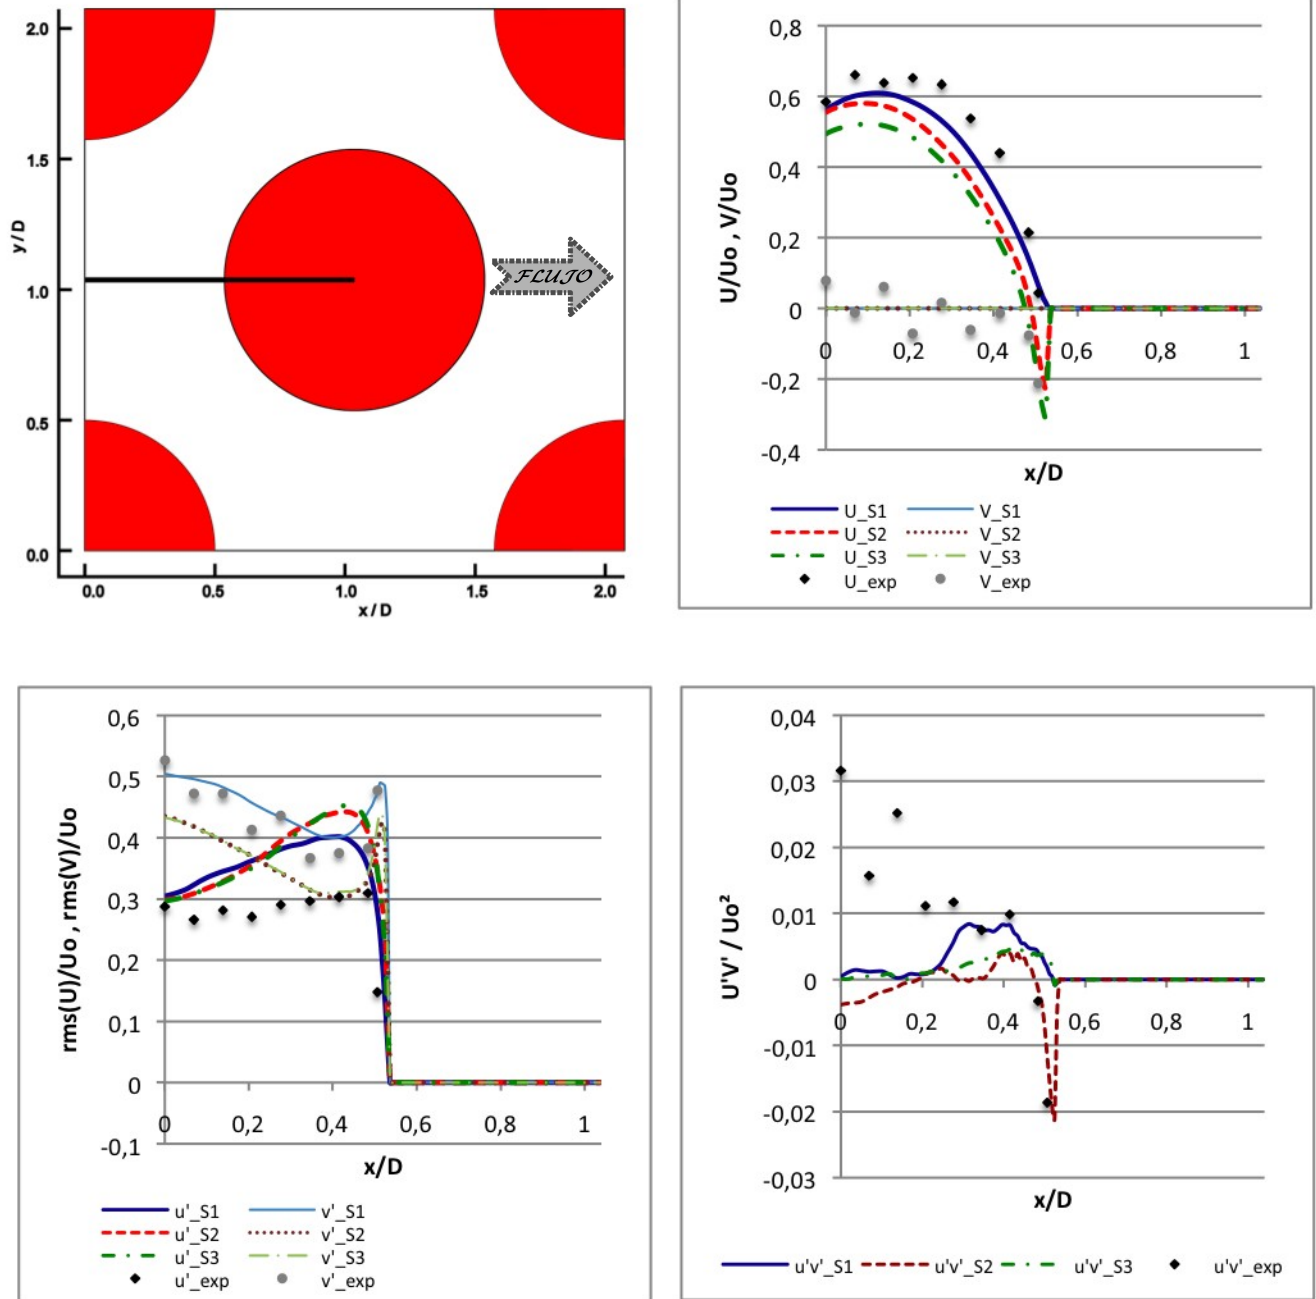 2.0
1.5
y / D
1.0
FLUJO
0.5
0.0
0.0 0.5 1.0 1.5 2.0
x / D
0,8
0,6
0,4
0,2
0
-0,2
-0,4
U/Uo , V/Uo
0 0,2 0,4 0,6 0,8 1
x/D
U_S1 V_S1
U_S2 V_S2
U_S3 V_S3
U_exp V_exp
0,6
0,5
0,4
0,3
0,2
0,1
0
-0,1
rms(U)/Uo , rms(V)/Uo
0 0,2 0,4 0,6 0,8 1
x/D
u'_S1 v'_S1
u'_S2 v'_S2
u'_S3 v'_S3
u'_exp v'_exp
0,04
0,03
0,02
0,01
0
-0,01
-0,02
-0,03
U'V' / Uo²
0 0,2 0,4 0,6 0,8 1
x/D
u'v'_S1 u'v'_S2 u'v'_S3 u'v'_exp